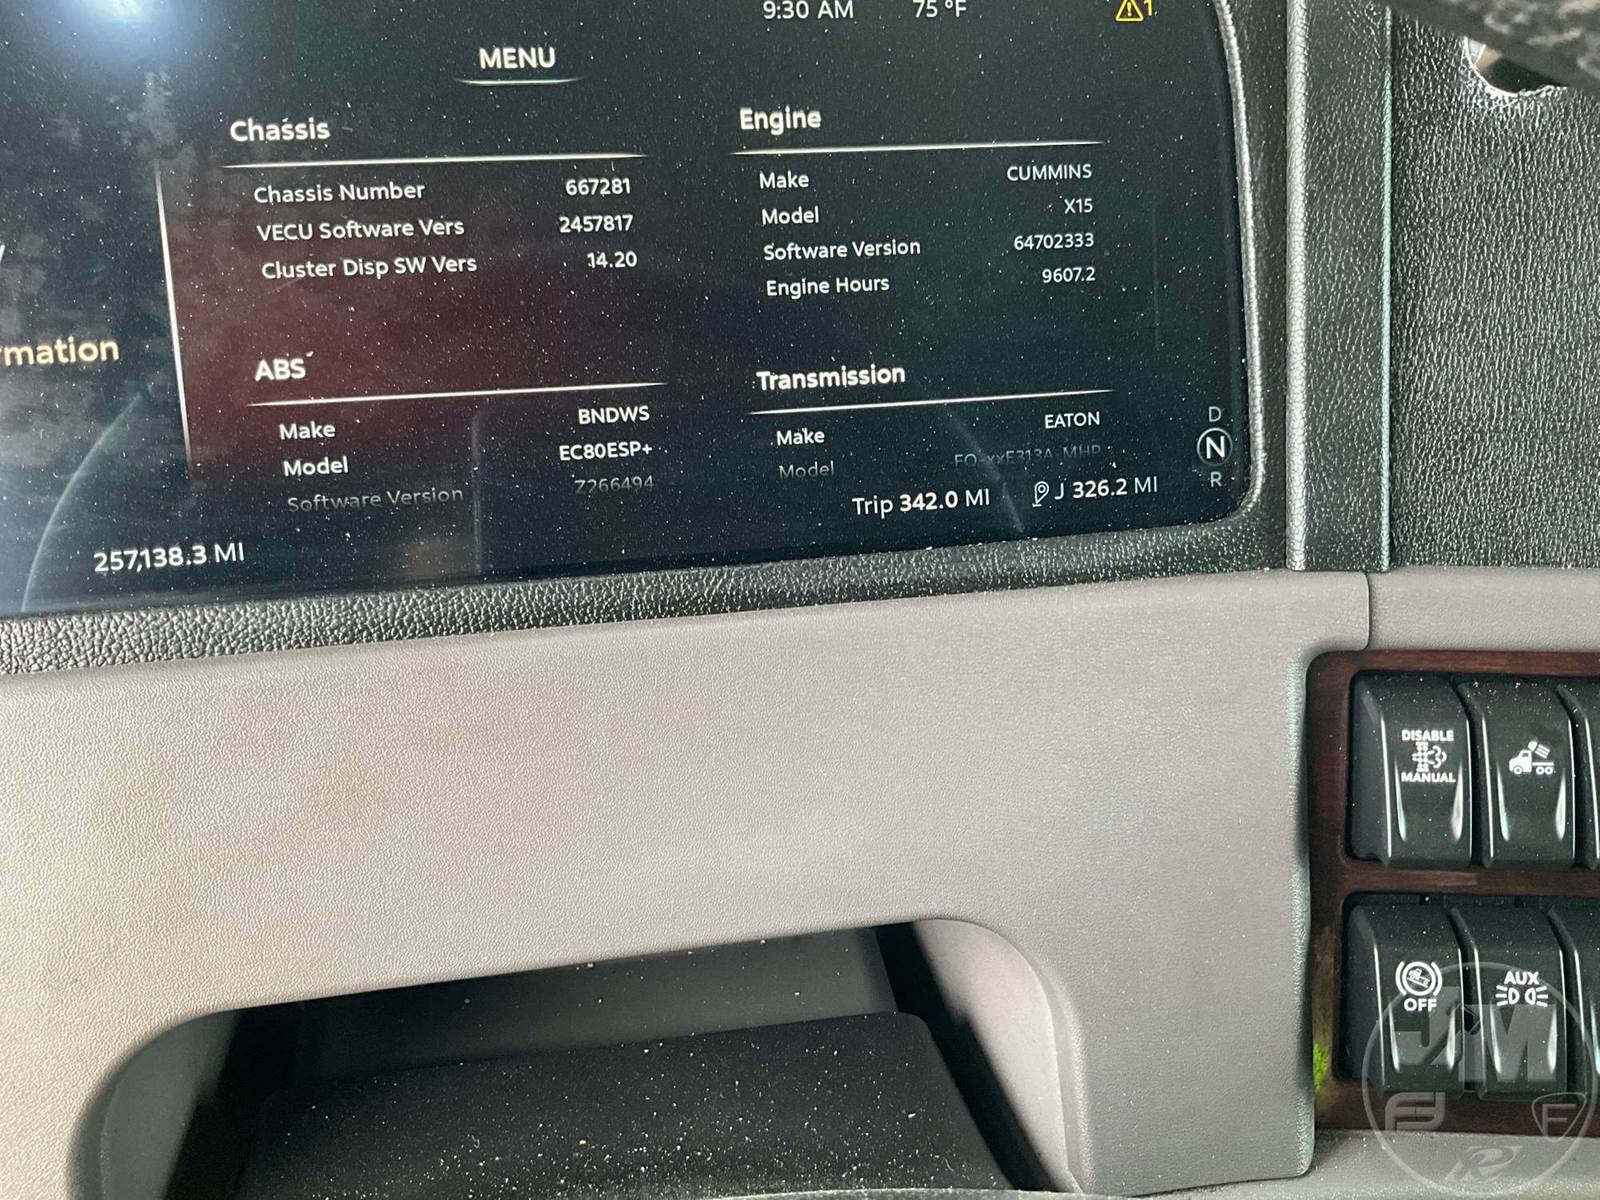 9:30 AM 75 °F 1
MENU
Chassis
Chassis Number 667281
VECU Software Vers 2457817
Cluster Disp SW Vers 14.20
Engine
Make CUMMINS
Model X15
Software Version 64702333
Engine Hours 9607.2
rmation
ABS
Make BNDWS
Model EC80ESP+
Software Version Z266494
Transmission
Make EATON
Model
D
N
R
Trip 342.0 MI J 326.2 MI
257,138.3 MI
DISABLE
MANUAL
OFF
AUX
JM